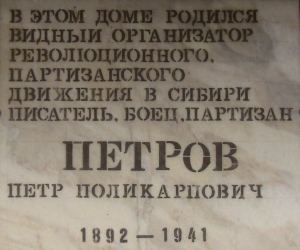 В ЭТОМ ДОМЕ РОДИЛСЯ
ВИДНЫЙ ОРГАНИЗАТОР
РЕВОЛЮЦИОННОГО,
ПАРТИЗАНСКОГО
ДВИЖЕНИЯ В СИБИРИ
ПИСАТЕЛЬ, БОЕЦ, ПАРТИЗАН
ПЕТРОВ
ПЕТР ПОЛИКАРПОВИЧ
1892 — 1941